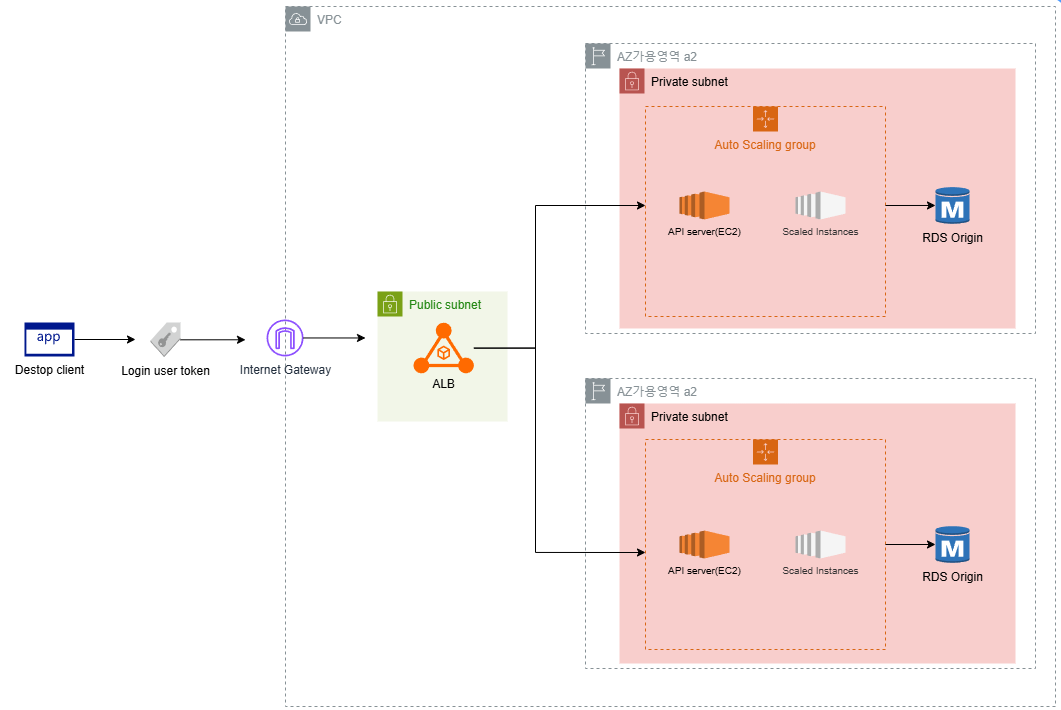 VPC
AZ가용영역 a2
Private subnet
Auto Scaling group
API server(EC2)
Scaled Instances
M
RDS Origin
Public subnet
ALB
app
Destop client
Login user token
Internet Gateway
AZ가용영역 a2
Private subnet
Auto Scaling group
API server(EC2)
Scaled Instances
M
RDS Origin